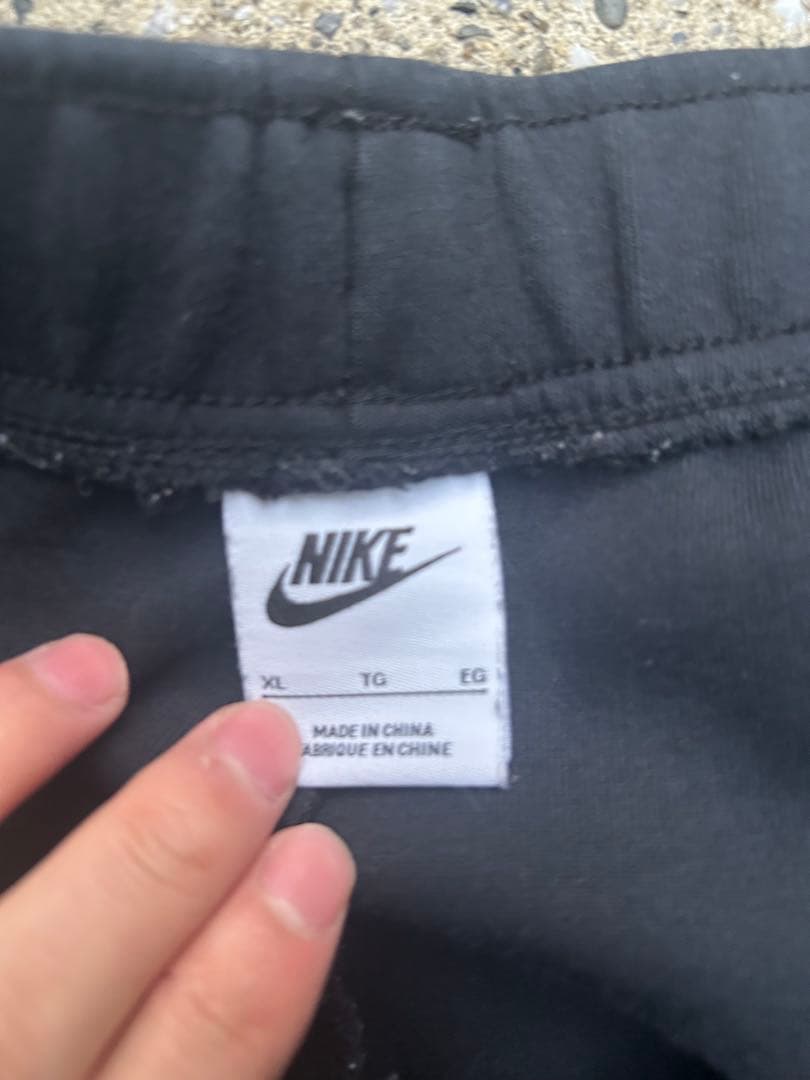 NIKE
XL TG EG
MADE IN CHINA
ABRIQUE EN CHINE